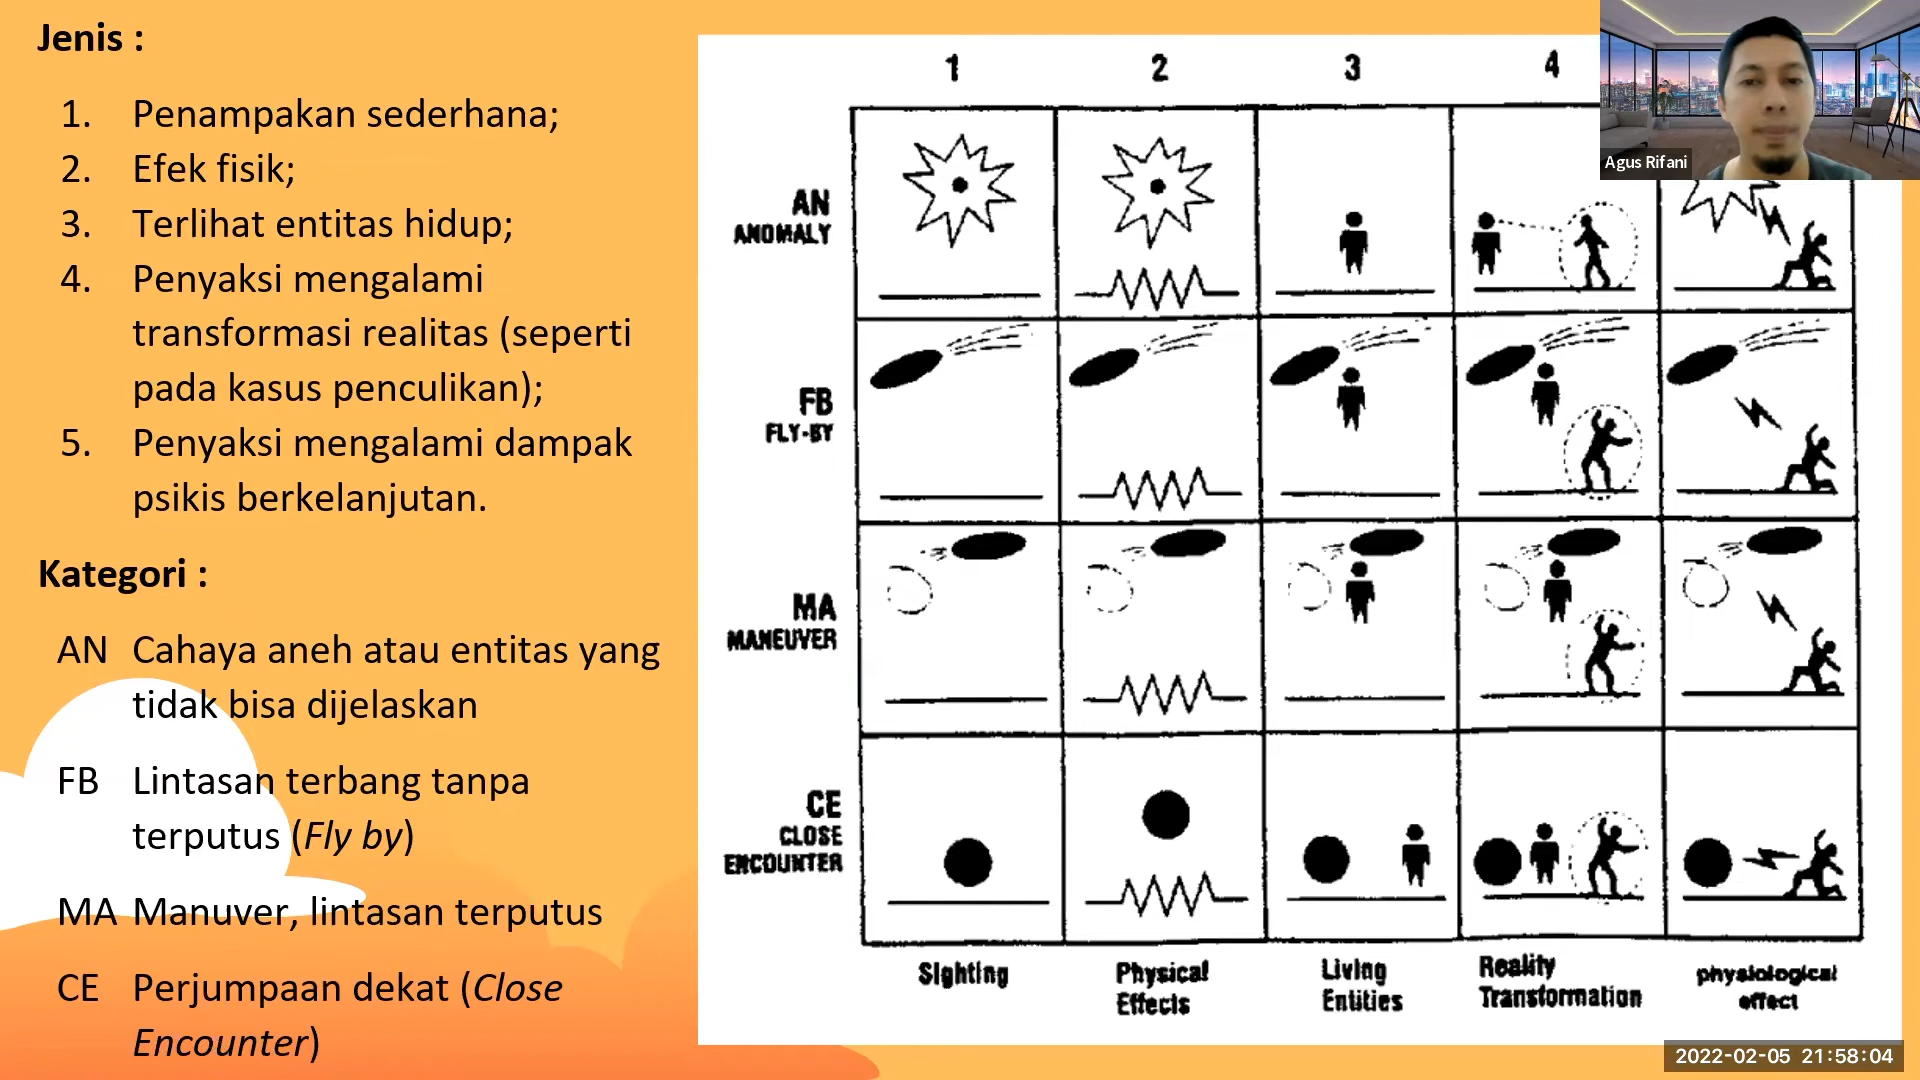 Jenis :
1. Penampakan sederhana;
2. Efek fisik;
3. Terlihat entitas hidup;
4. Penyaksi mengalami
transformasi realitas (seperti
pada kasus penculikan);
5. Penyaksi mengalami dampak
psikis berkelanjutan.
Kategori :
AN Cahaya aneh atau entitas yang
tidak bisa dijelaskan
FB Lintasan terbang tanpa
terputus (Fly by)
MA Manuver, lintasan terputus
CE Perjumpaan dekat (Close
Encounter)
1 2 3 4
AN
ANOMALY
FB
FLY-BY
MA
MANEUVER
CE
CLOSE
ENCOUNTER
Sighting
Physical
Effects
Living
Entities
Reality
Transformation
physiological
effect
Agus Rifani
2022-02-05 21:58:04